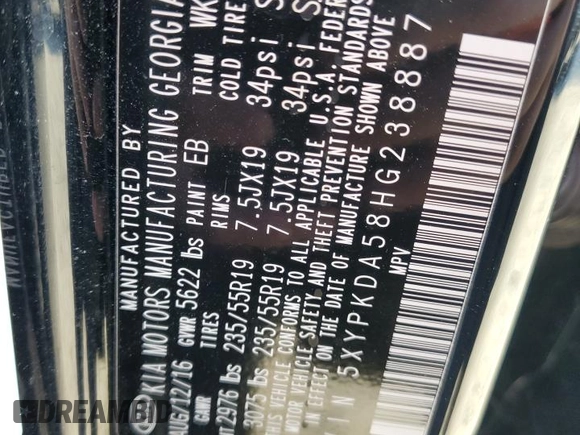 MANUFACTURED BY
KIA MOTORS MANUFACTURING GEORGIA
AUG/12/16 GVWR 5622 lbs PAINT EB TRIM WK
GAWR TIRES RIMS COLD TIRE
2976 lbs 235/55R19 7.5JX19 34psi
3075 lbs 235/55R19 7.5JX19 34psi
THIS VEHICLE CONFORMS TO ALL APPLICABLE U.S.A. FEDER
MOTOR VEHICLE SAFETY AND THEFT PREVENTION STANDARDS
IN EFFECT ON THE DATE OF MANUFACTURE SHOWN ABOVE
VIN 5XYPKDA58HG238887
MPV
DREAMBID